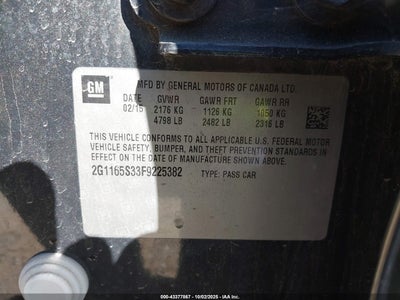 GM
MFD BY GENERAL MOTORS OF CANADA LTD.
DATE GVWR GAWR FRT GAWR RR
02/15 2176 KG 1126 KG 1050 KG
4798 LB 2482 LB 2316 LB
THIS VEHICLE CONFORMS TO ALL APPLICABLE U.S. FEDERAL MOTOR
VEHICLE SAFETY, BUMPER, AND THEFT PREVENTION STANDARDS IN
EFFECT ON THE DATE OF MANUFACTURE SHOWN ABOVE.
2G1165S33F9225382 TYPE: PASS CAR
000-43377867 - 10/02/2025 - IAAI.COM